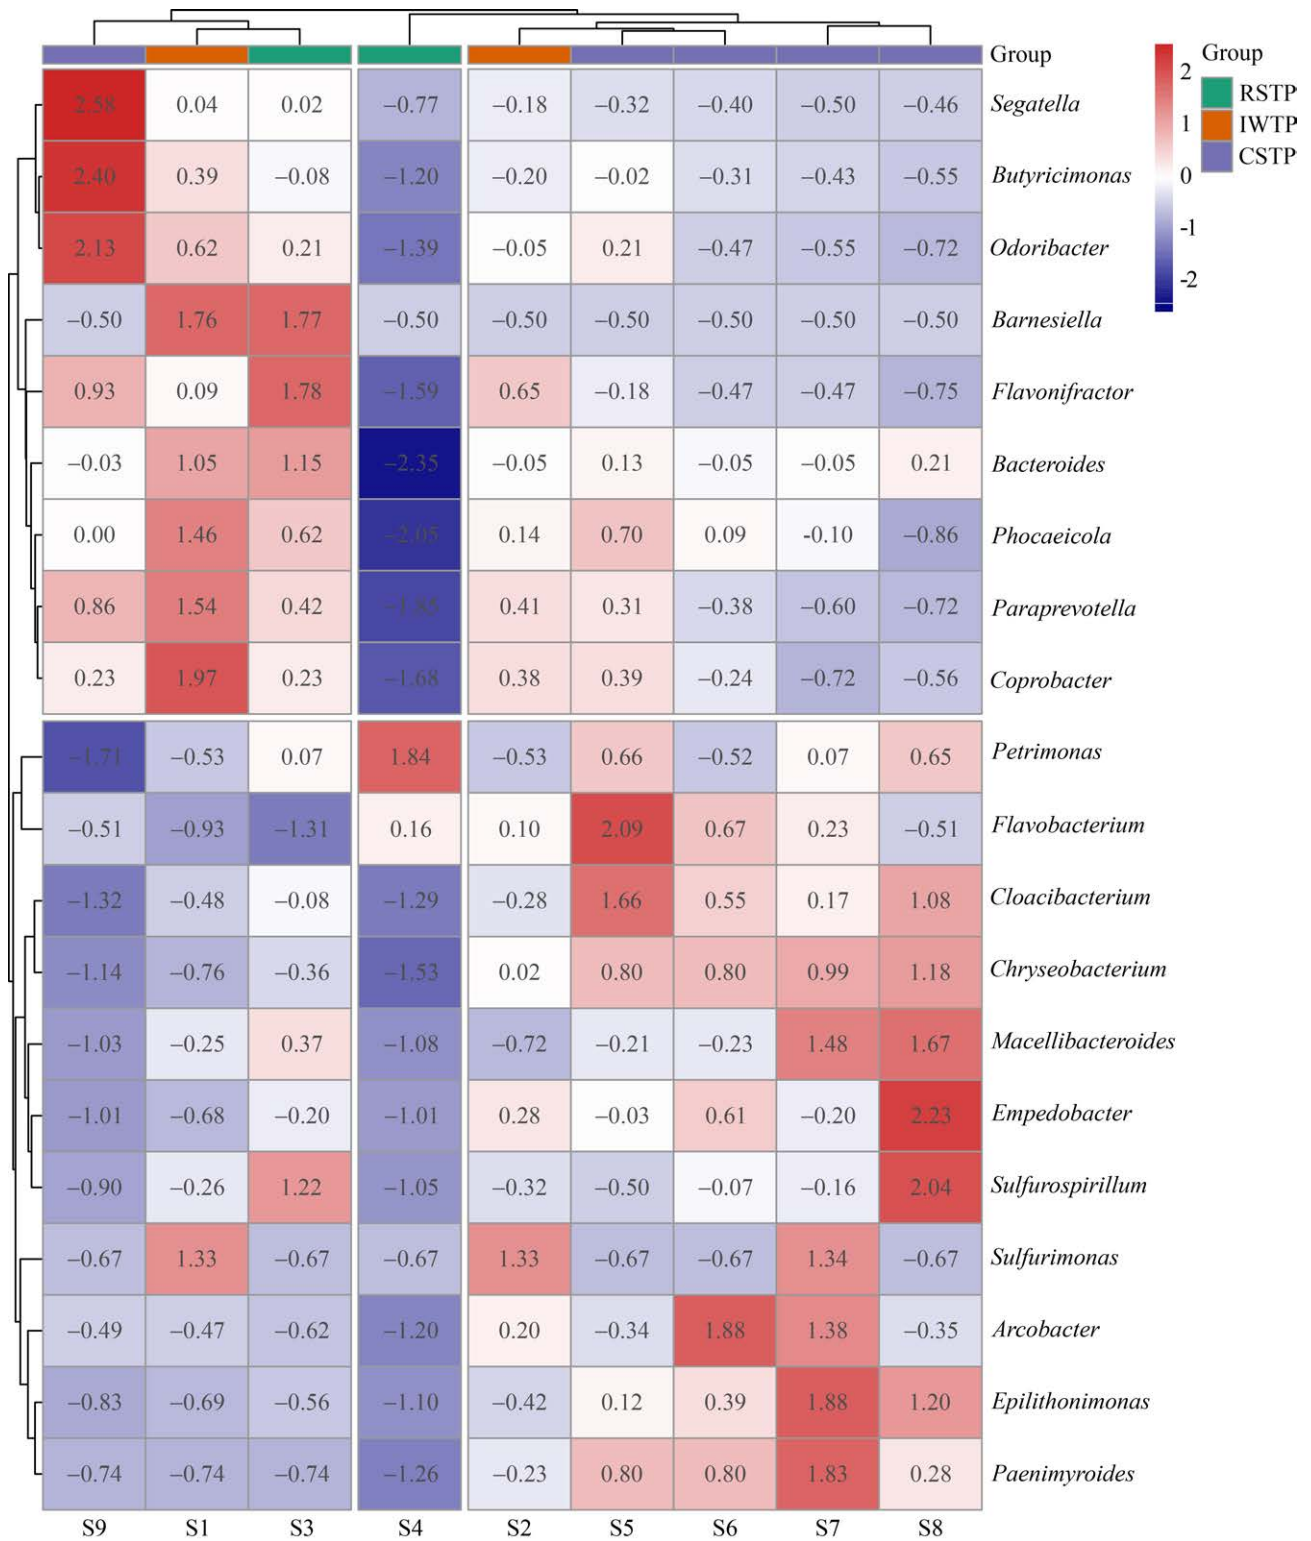 Group
2.58 0.04 0.02 −0.77 −0.18 −0.32 −0.40 −0.50 −0.46 Segatella
2.40 0.39 −0.08 −1.20 −0.20 −0.02 −0.31 −0.43 −0.55 Butyricimonas
2.13 0.62 0.21 −1.39 −0.05 0.21 −0.47 −0.55 −0.72 Odoribacter
−0.50 1.76 1.77 −0.50 −0.50 −0.50 −0.50 −0.50 −0.50 Barnesiella
0.93 0.09 1.78 −1.59 0.65 −0.18 −0.47 −0.47 −0.75 Flavonifractor
−0.03 1.05 1.15 −2.35 −0.05 0.13 −0.05 −0.05 0.21 Bacteroides
0.00 1.46 0.62 −2.05 0.14 0.70 0.09 -0.10 −0.86 Phocaeicola
0.86 1.54 0.42 0.41 0.31 −0.38 −0.60 −0.72 Paraprevotella
0.23 1.97 0.23 −1.68 0.38 0.39 −0.24 −0.72 −0.56 Coprobacter
−1.71 −0.53 0.07 1.84 −0.53 0.66 −0.52 0.07 0.65 Petrimonas
−0.51 −0.93 −1.31 0.16 0.10 2.09 0.67 0.23 −0.51 Flavobacterium
−1.32 −0.48 −0.08 −1.29 −0.28 1.66 0.55 0.17 1.08 Cloacibacterium
−1.14 −0.76 −0.36 −1.53 0.02 0.80 0.80 0.99 1.18 Chryseobacterium
−1.03 −0.25 0.37 −1.08 −0.72 −0.21 −0.23 1.48 1.67 Macellibacteroides
−1.01 −0.68 −0.20 −1.01 0.28 −0.03 0.61 −0.20 2.23 Empedobacter
−0.90 −0.26 1.22 −1.05 −0.32 −0.50 −0.07 −0.16 2.04 Sulfurospirillum
−0.67 1.33 −0.67 −0.67 1.33 −0.67 −0.67 1.34 −0.67 Sulfurimonas
−0.49 −0.47 −0.62 −1.20 0.20 −0.34 1.88 1.38 −0.35 Arcobacter
−0.83 −0.69 −0.56 −1.10 −0.42 0.12 0.39 1.88 1.20 Epilithonimonas
−0.74 −0.74 −0.74 −1.26 −0.23 0.80 0.80 1.83 0.28 Paenimyroides
S9 S1 S3 S4 S2 S5 S6 S7 S8
2
1
0
-1
-2
Group
RSTP
IWTP
CSTP